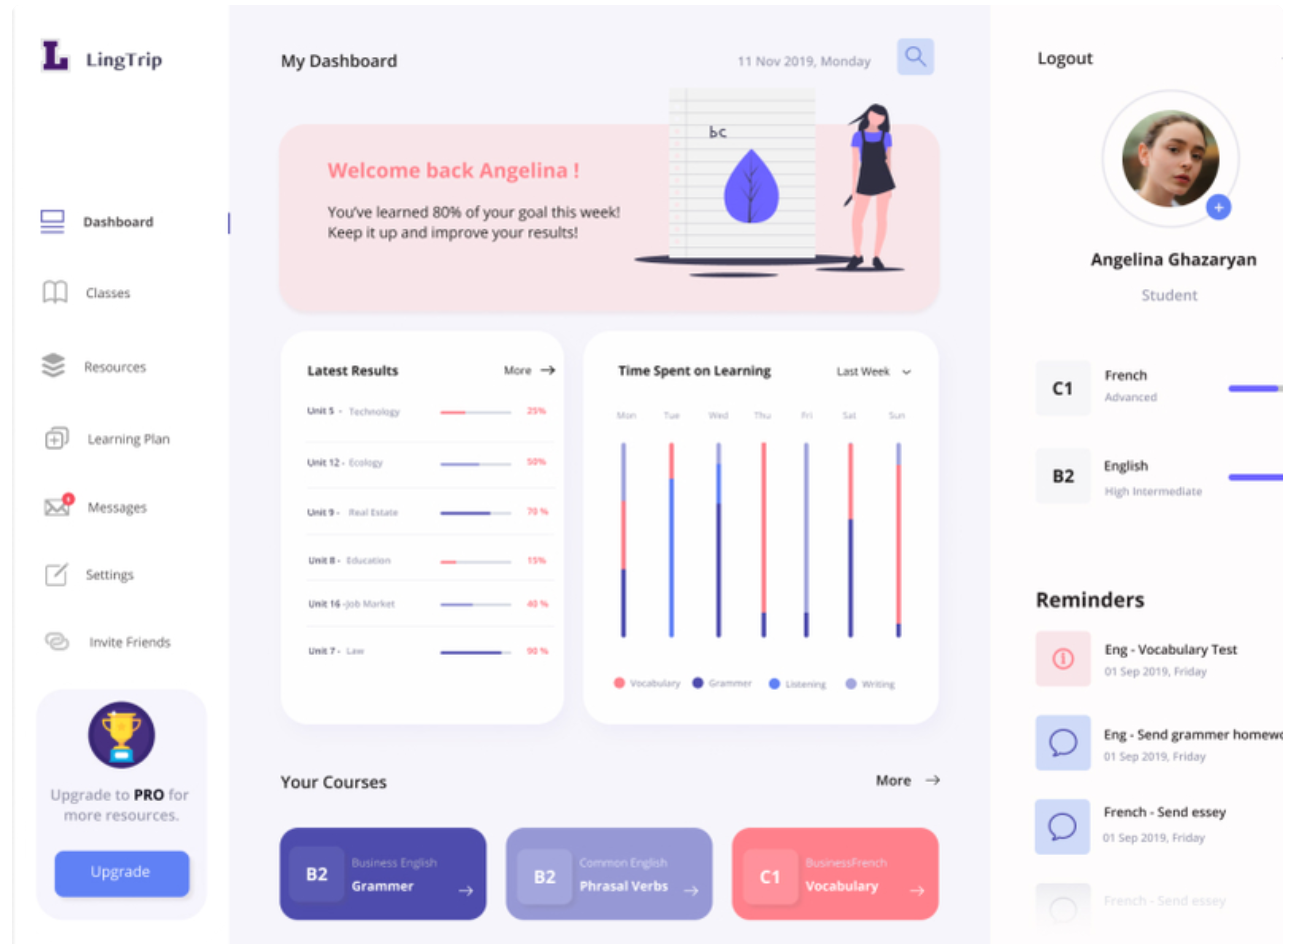 L LingTrip
Dashboard
Classes
Resources
Learning Plan
Messages
Settings
Invite Friends
Upgrade to PRO for
more resources.
Upgrade
My Dashboard
11 Nov 2019, Monday
bc
Welcome back Angelina !
You've learned 80% of your goal this week!
Keep it up and improve your results!
Latest Results
More →
Unit 5 - Technology 25%
Unit 12 - Ecology 50%
Unit 9 - Real Estate 70 %
Unit 8 - Education 15%
Unit 16 -Job Market 40 %
Unit 7 - Law 90 %
Time Spent on Learning
Last Week
Mon Tue Wed Thu Fri Sat Sun
Vocabulary Grammer Listening Writing
Your Courses
More →
B2
Business English
Grammer →
B2
Common English
Phrasal Verbs →
C1
BusinessFrench
Vocabulary →
Logout
Angelina Ghazaryan
Student
C1
French
Advanced
B2
English
High Intermediate
Reminders
Eng - Vocabulary Test
01 Sep 2019, Friday
Eng - Send grammer homewo
01 Sep 2019, Friday
French - Send essey
01 Sep 2019, Friday
French - Send essey